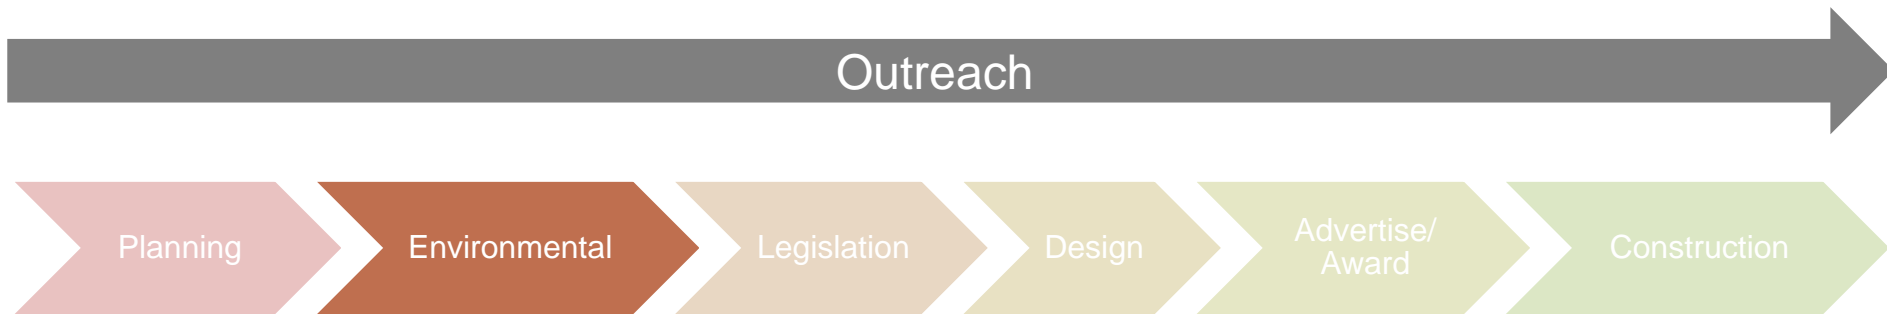 Outreach
Planning
Environmental
Legislation
Design
Advertise/
Award
Construction